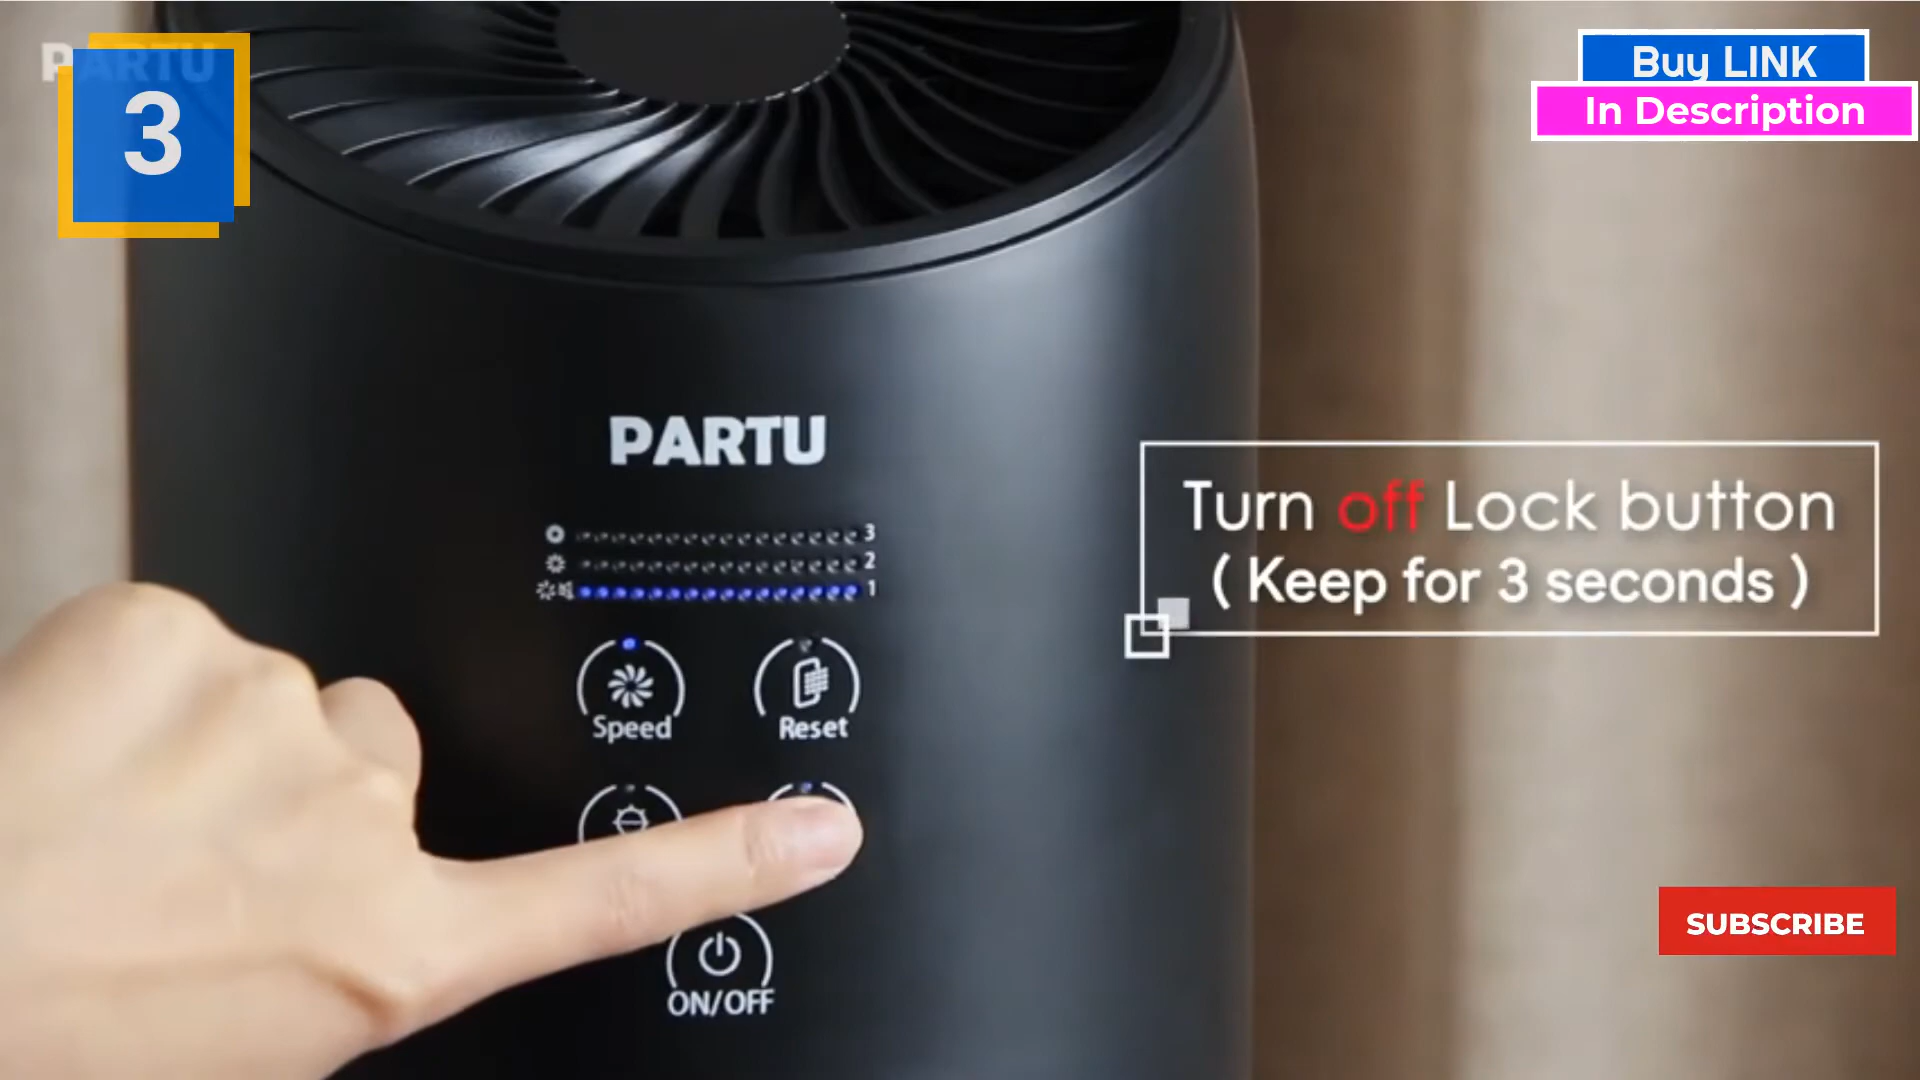 PARTU
3
Buy LINK
In Description
PARTU
3
2
1
Turn off Lock button
( Keep for 3 seconds )
Speed
Reset
ON/OFF
SUBSCRIBE